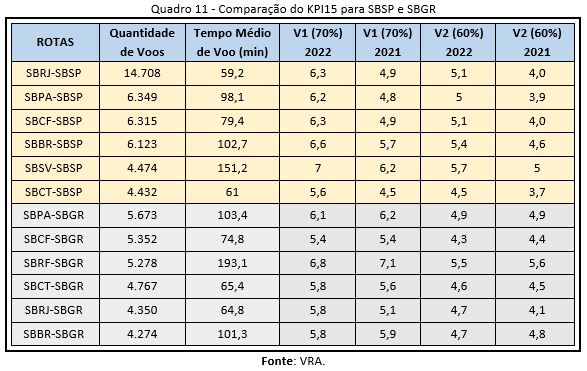 Quadro 11 - Comparação do KPI15 para SBSP e SBGR
ROTAS Quantidade de Voos Tempo Médio de Voo (min) V1 (70%) 2022 V1 (70%) 2021 V2 (60%) 2022 V2 (60%) 2021
SBRJ-SBSP 14.708 59,2 6,3 4,9 5,1 4,0
SBPA-SBSP 6.349 98,1 6,2 4,8 5 3,9
SBCF-SBSP 6.315 79,4 6,3 4,9 5,1 4,0
SBBR-SBSP 6.123 102,7 6,6 5,7 5,4 4,6
SBSV-SBSP 4.474 151,2 7 6,2 5,7 5
SBCT-SBSP 4.432 61 5,6 4,5 4,5 3,7
SBPA-SBGR 5.673 103,4 6,1 6,2 4,9 4,9
SBCF-SBGR 5.352 74,8 5,4 5,4 4,3 4,4
SBRF-SBGR 5.278 193,1 6,8 7,1 5,5 5,6
SBCT-SBGR 4.767 65,4 5,8 5,6 4,6 4,5
SBRJ-SBGR 4.350 64,8 5,8 5,1 4,7 4,1
SBBR-SBGR 4.274 101,3 5,8 5,9 4,7 4,8
Fonte: VRA.